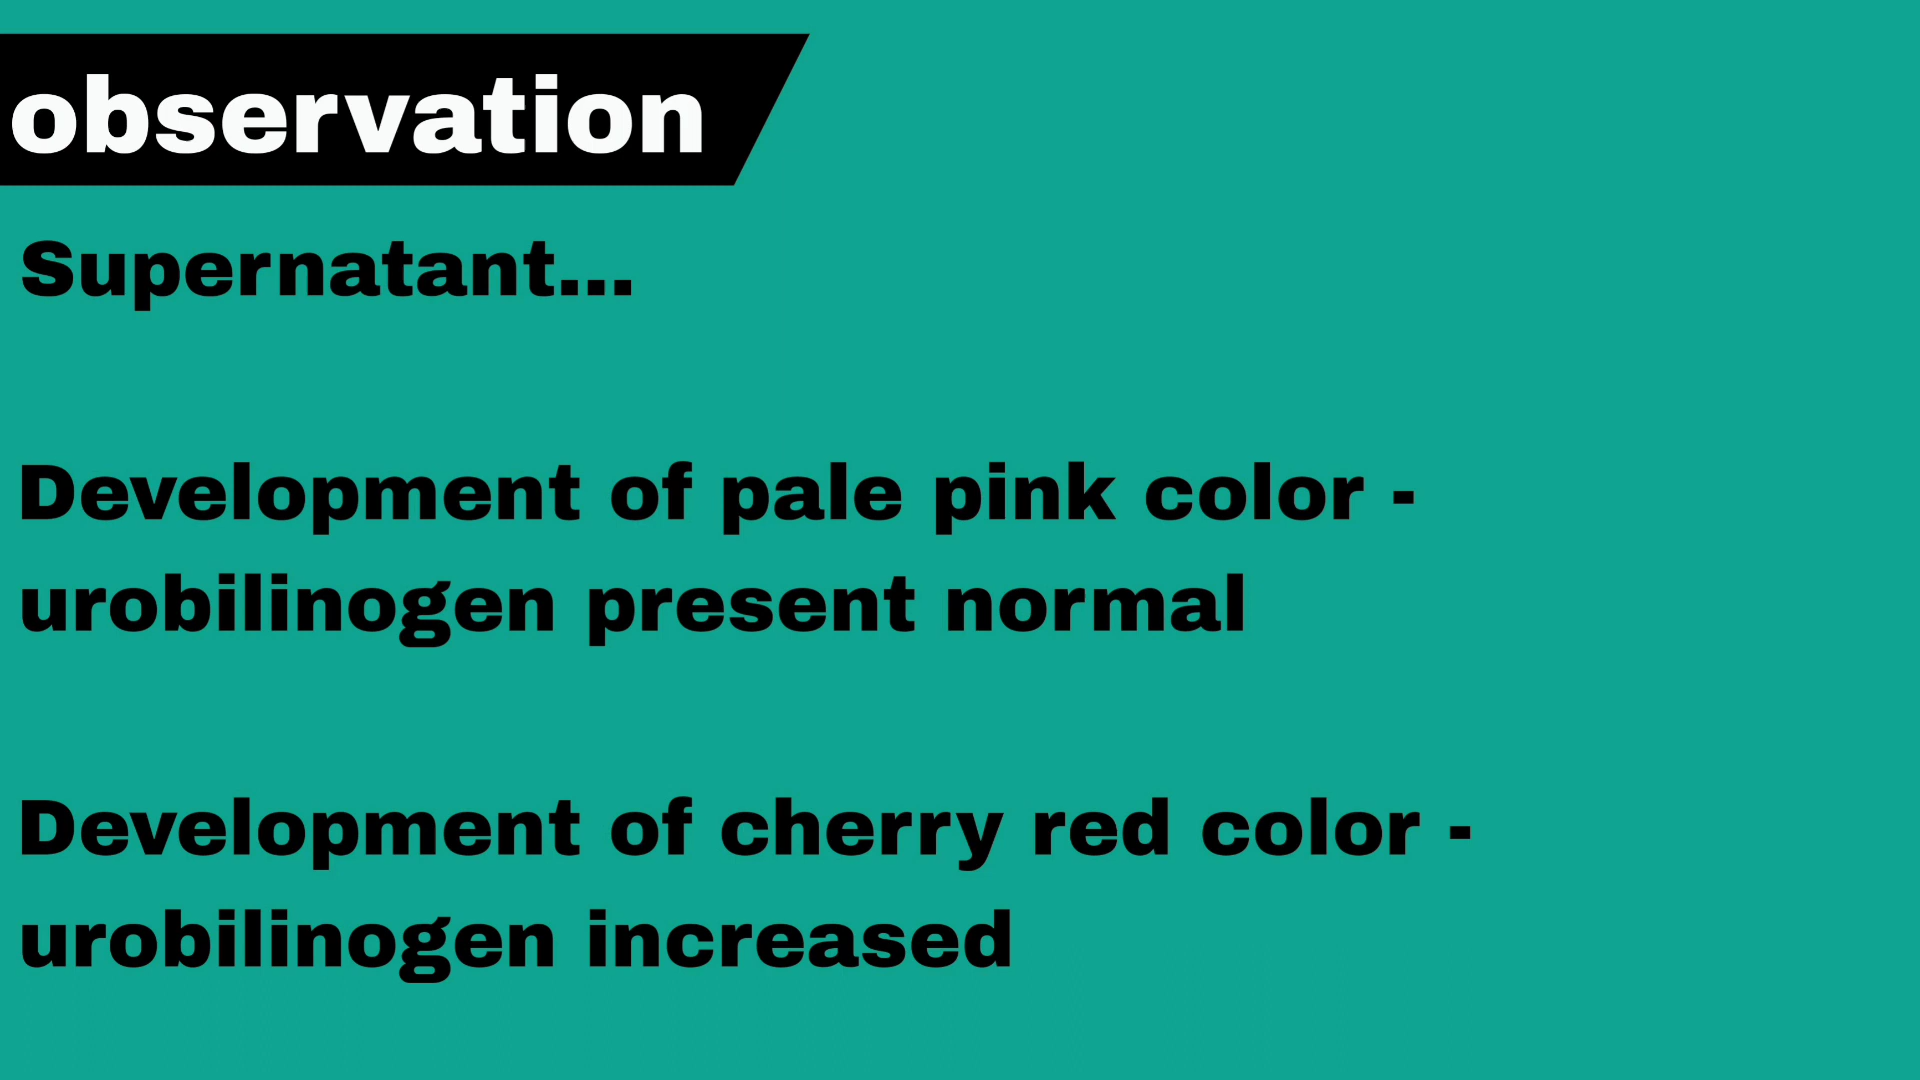 observation
Supernatant...
Development of pale pink color -
urobilinogen present normal
Development of cherry red color -
urobilinogen increased